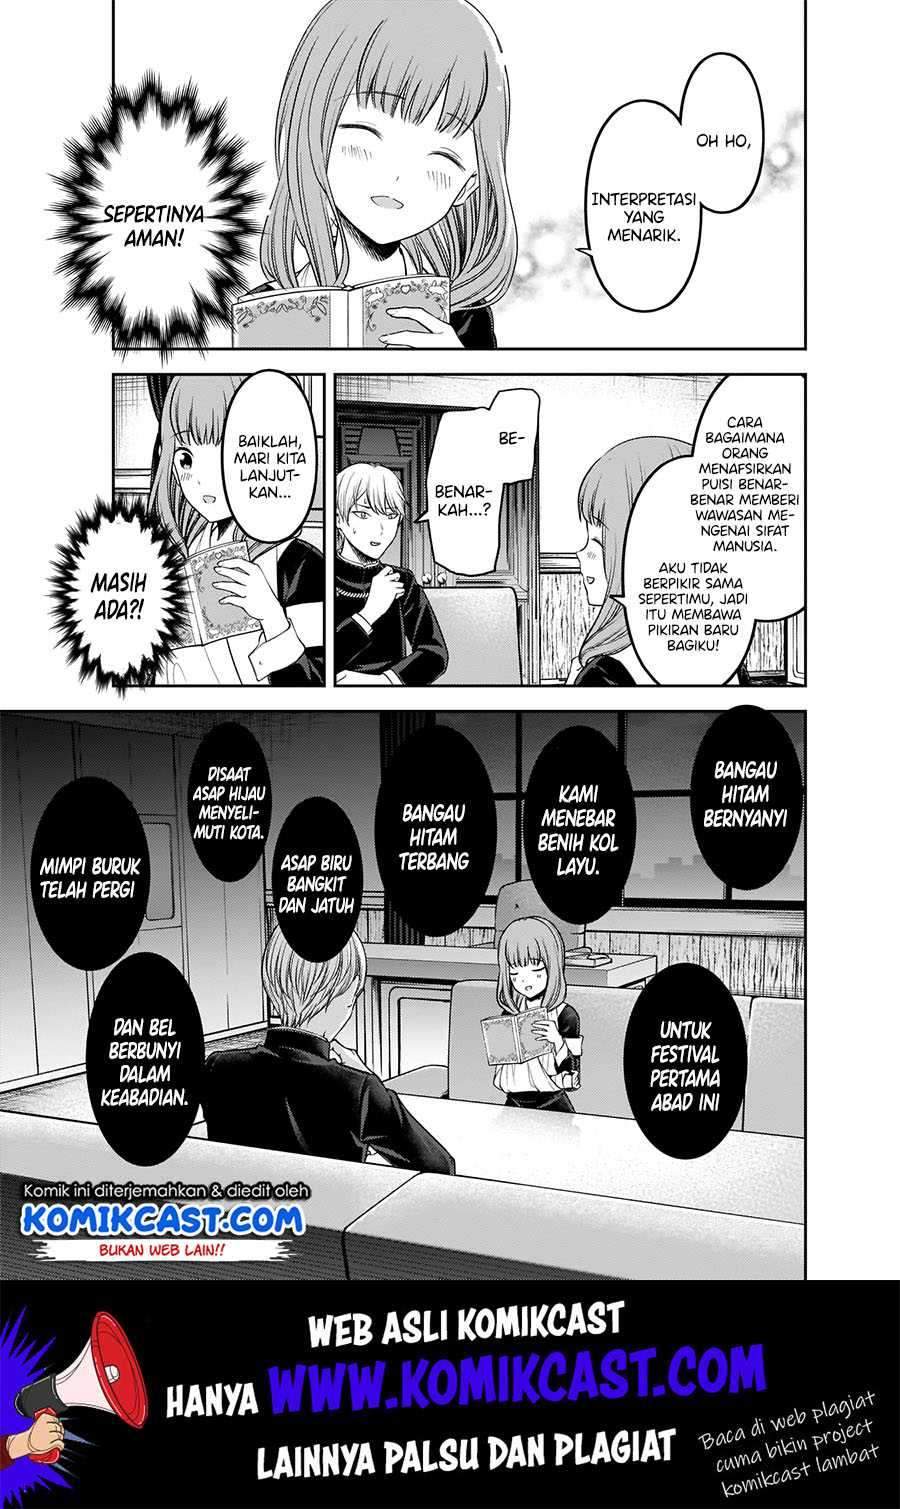 OH HO,
INTERPRETASI
YANG
MENARIK.
SEPERTINYA
AMAN!
CARA
BAGAIMANA
ORANG
MENAFSIRKAN
PUISI BENAR-
BENAR MEMBERI
WAWASAN ME-
NGENAI SIFAT
MANUSIA.
AKU TIDAK
BERPIKIR SAMA
SEPERTIMU, JADI
ITU MEMBAWA
PIKIRAN BARU
BAGIKU!
BE-
BENAR-
KAH...?
BAIKLAH,
MARI KITA
LANJUT-
KAN...
MASIH
ADA?!
BANGAU
HITAM
BERNYANYI
KAMI
MENEBAR
BENIH KOL
LAYU.
UNTUK
FESTIVAL
PERTAMA
ABAD INI
BANGAU
HITAM
TERBANG
ASAP BIRU
BANGKIT
DAN JATUH
DISAAT
ASAP HIJAU
MENYELI-
MUTI KOTA.
MIMPI BURUK
TELAH PERGI
DAN BEL
BERBUNYI
DALAM
KEABADIAN.
Komik ini diterjemahkan & diedit oleh
KOMIKCAST.COM
BUKAN WEB LAIN!!
WEB ASLI KOMIKCAST
HANYA WWW.KOMIKCAST.COM
LAINNYA PALSU DAN PLAGIAT
Baca di web plagiat
cuma bikin project
komikcast lambat